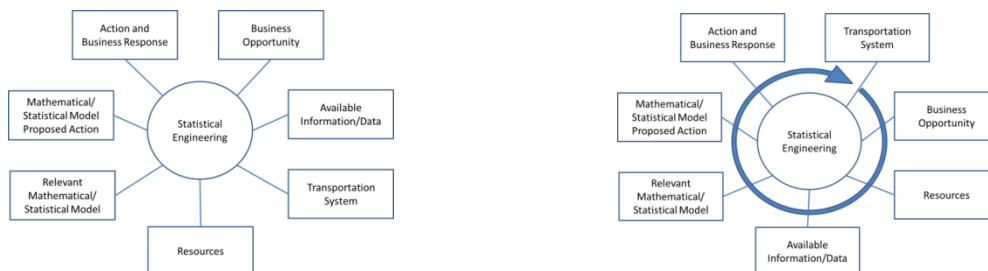 Action and
Business Response
Business
Opportunity
Mathematical/
Statistical Model
Proposed Action
Statistical
Engineering
Available
Information/Data
Relevant
Mathematical/
Statistical Model
Transportation
System
Resources
Action and
Business Response
Transportation
System
Mathematical/
Statistical Model
Proposed Action
Statistical
Engineering
Business
Opportunity
Relevant
Mathematical/
Statistical Model
Resources
Available
Information/Data